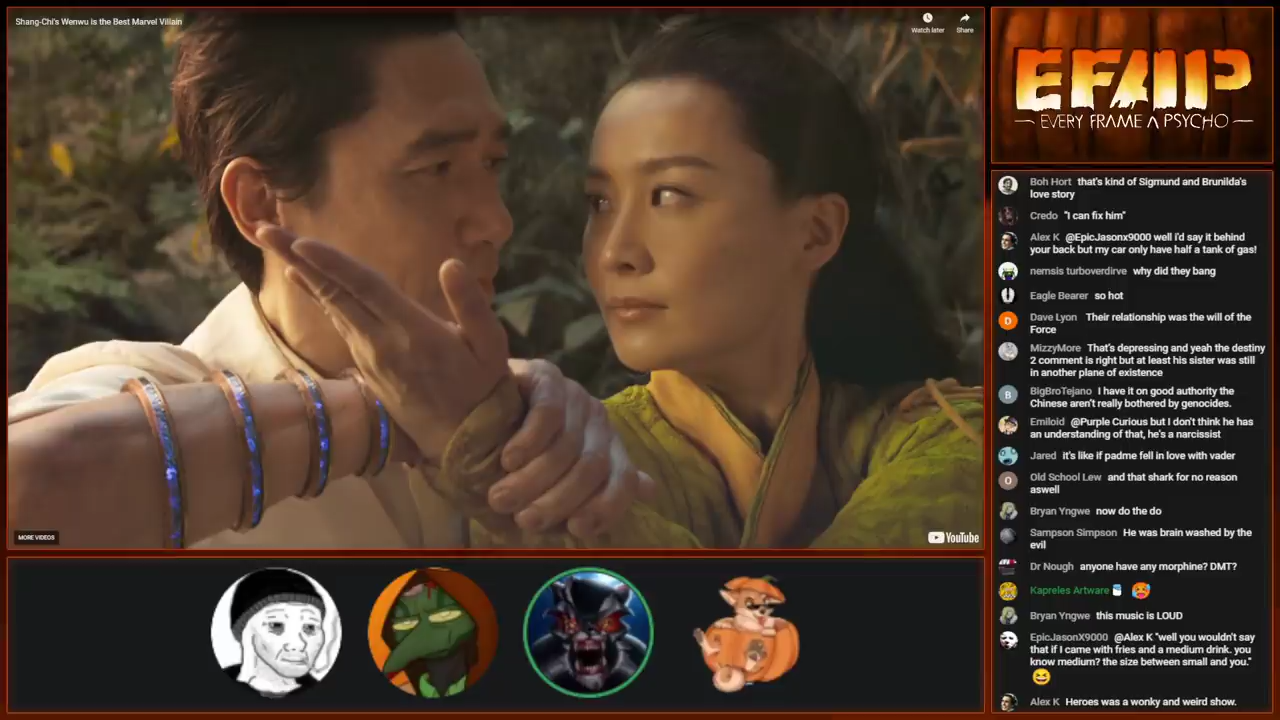 Shang-Chi's Wenwu is the Best Marvel Villain
Watch later
Share
MORE VIDEOS
YouTube
EFAP
EVERY FRAME A PSYCHO
Boh Hort that's kind of Sigmund and Brunilda's
love story
Credo "I can fix him"
Alex K @EpicJasonx9000 well i'd say it behind
your back but my car only have half a tank of gas!
nemsis turboverdirve why did they bang
Eagle Bearer so hot
D
Dave Lyon Their relationship was the will of the
Force
MizzyMore That's depressing and yeah the destiny
2 comment is right but at least his sister was still
in another plane of existence
B
BigBroTejano I have it on good authority the
Chinese aren't really bothered by genocides.
Emiloid @Purple Curious but I don't think he has
an understanding of that, he's a narcissist
Jared it's like if padme fell in love with vader
O
Old School Lew and that shark for no reason
aswell
Bryan Yngwe now do the do
Sampson Simpson He was brain washed by the
evil
Dr Nough anyone have any morphine? DMT?
Kapreles Artware
Bryan Yngwe this music is LOUD
EpicJasonX9000 @Alex K "well you wouldn't say
that if I came with fries and a medium drink. you
know medium? the size between small and you."
Alex K Heroes was a wonky and weird show.